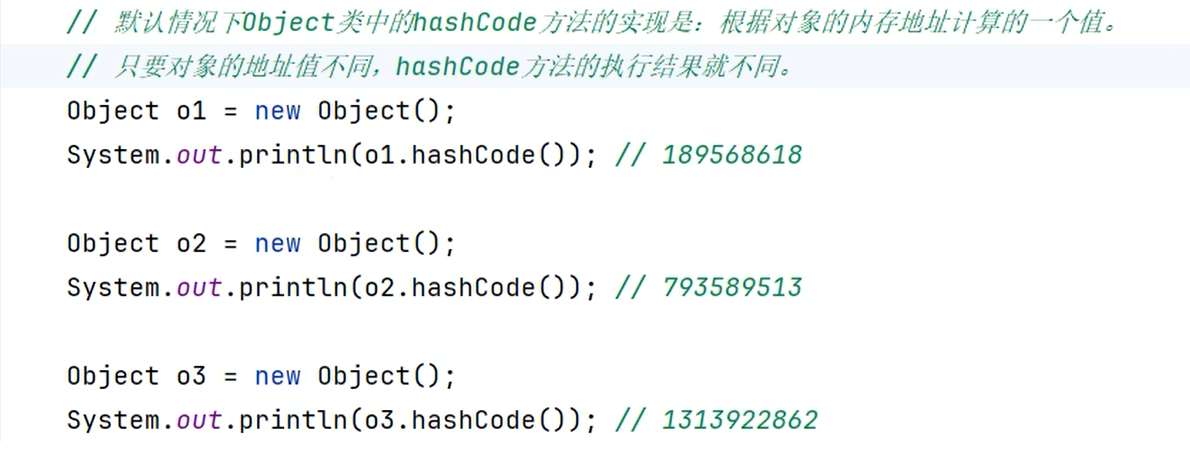 // 默认情况下Object类中的hashCode方法的实现是：根据对象的内存地址计算的一个值。
// 只要对象的地址值不同，hashCode方法的执行结果就不同。
Object o1 = new Object();
System.out.println(o1.hashCode()); // 189568618
Object o2 = new Object();
System.out.println(o2.hashCode()); // 793589513
Object o3 = new Object();
System.out.println(o3.hashCode()); // 1313922862